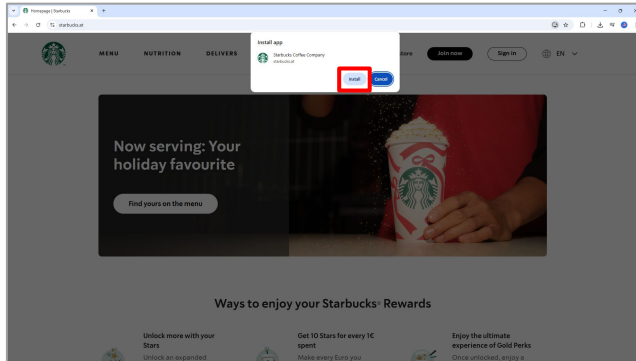 Homepage | Starbucks
starbucks.at
Install app
Starbucks Coffee Company
starbucks.at
Install
Cancel
MENU
NUTRITION
DELIVERS
Join now
Sign in
EN
Now serving: Your
holiday favourite
Find yours on the menu
Ways to enjoy your Starbucks® Rewards
Unlock more with your
Stars
Unlock an expended
Get 10 Stars for every 1€
spent
Make every Euro you
Enjoy the ultimate
experience of Gold Perks
Once unlocked, enjoy a